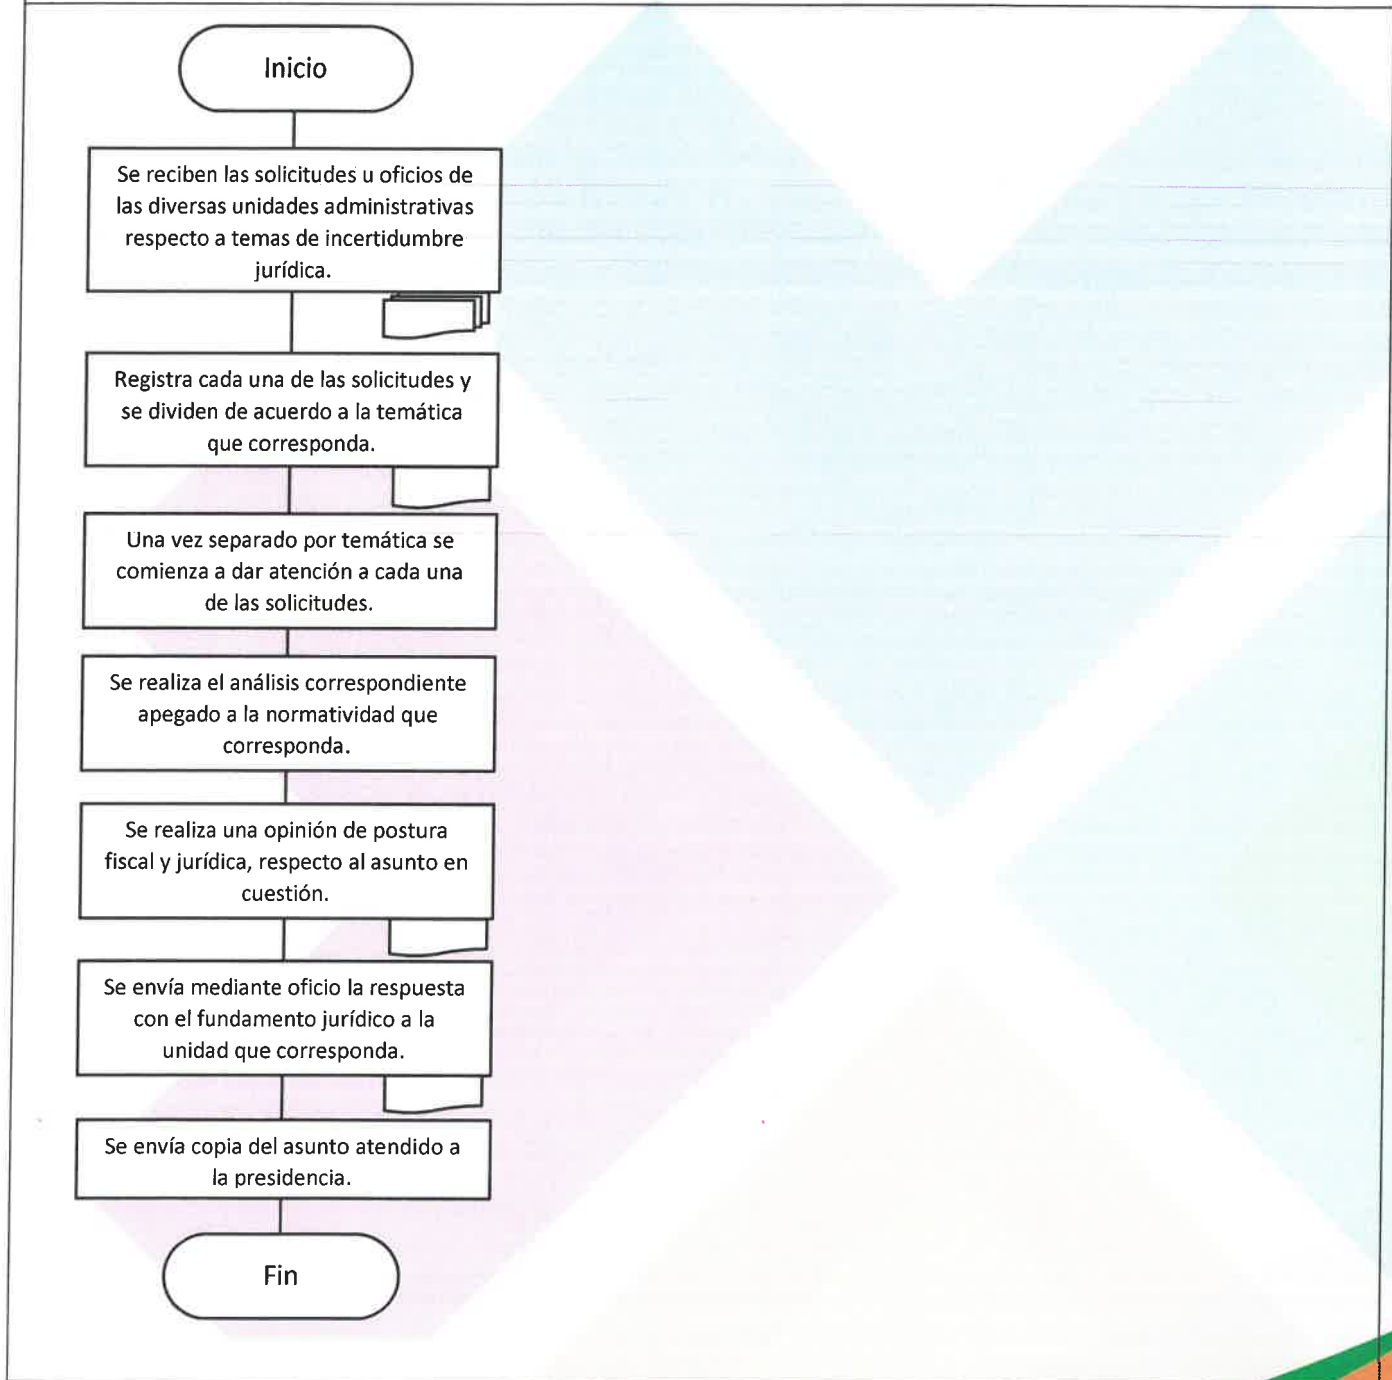 Inicio
Se reciben las solicitudes u oficios de
las diversas unidades administrativas
respecto a temas de incertidumbre
jurídica.
Registra cada una de las solicitudes y
se dividen de acuerdo a la temática
que corresponda.
Una vez separado por temática se
comienza a dar atención a cada una
de las solicitudes.
Se realiza el análisis correspondiente
apegado a la normatividad que
corresponda.
Se realiza una opinión de postura
fiscal y jurídica, respecto al asunto en
cuestión.
Se envía mediante oficio la respuesta
con el fundamento jurídico a la
unidad que corresponda.
Se envía copia del asunto atendido a
la presidencia.
Fin